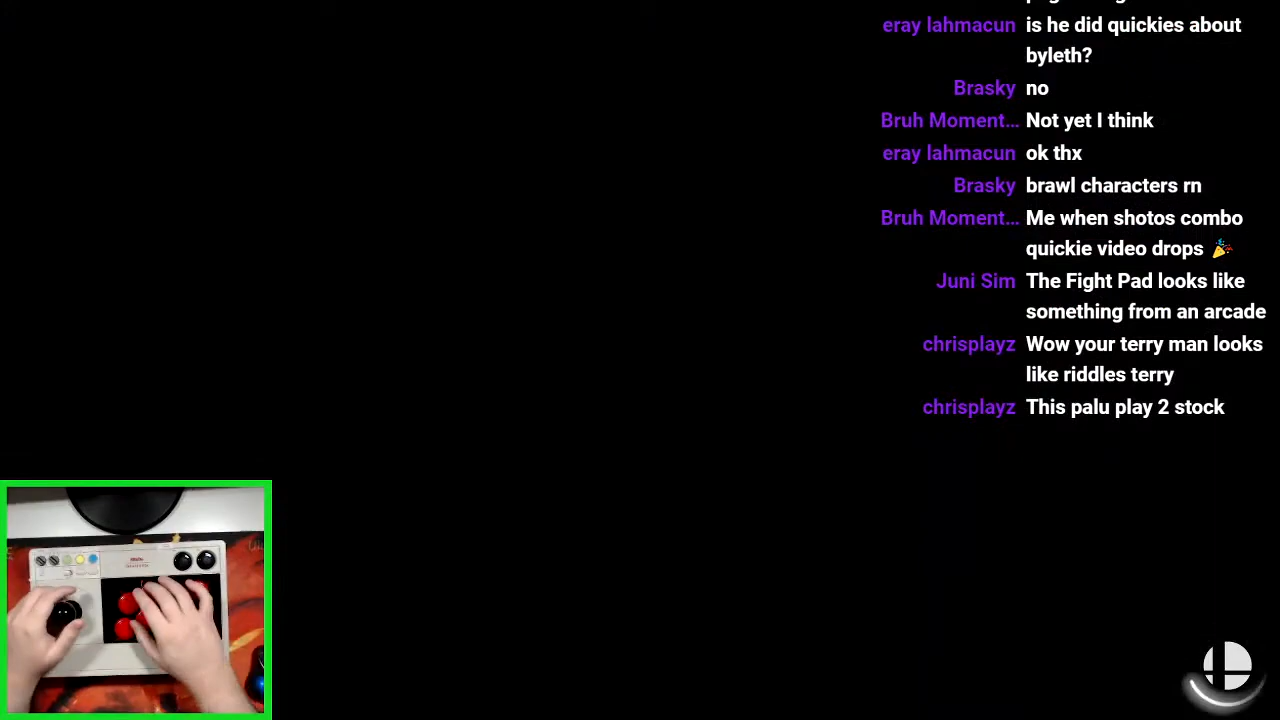 eray lahmacun is he did quickies about
byleth?
Brasky no
Bruh Moment... Not yet I think
eray lahmacun ok thx
Brasky brawl characters rn
Bruh Moment... Me when shotos combo
quickie video drops 🎉
Juni Sim The Fight Pad looks like
something from an arcade
chrisplayz Wow your terry man looks
like riddles terry
chrisplayz This palu play 2 stock